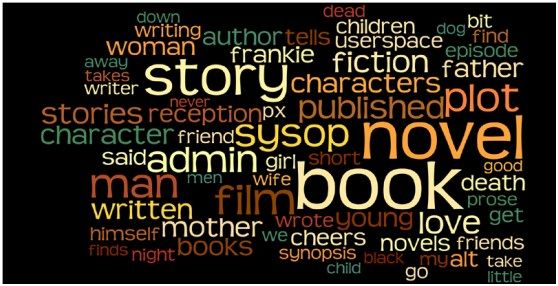 down dead
writing author tells children dog bit
woman frankie userspace find
away fiction episode
takes story characters father
writer
never px published plot
stories reception
character friend sysop novel
said admin girl short good
man men wife book death
written film prose
himself mother wrote young love get
we cheers novels friends
finds night books synopsis black my alt take
child go little